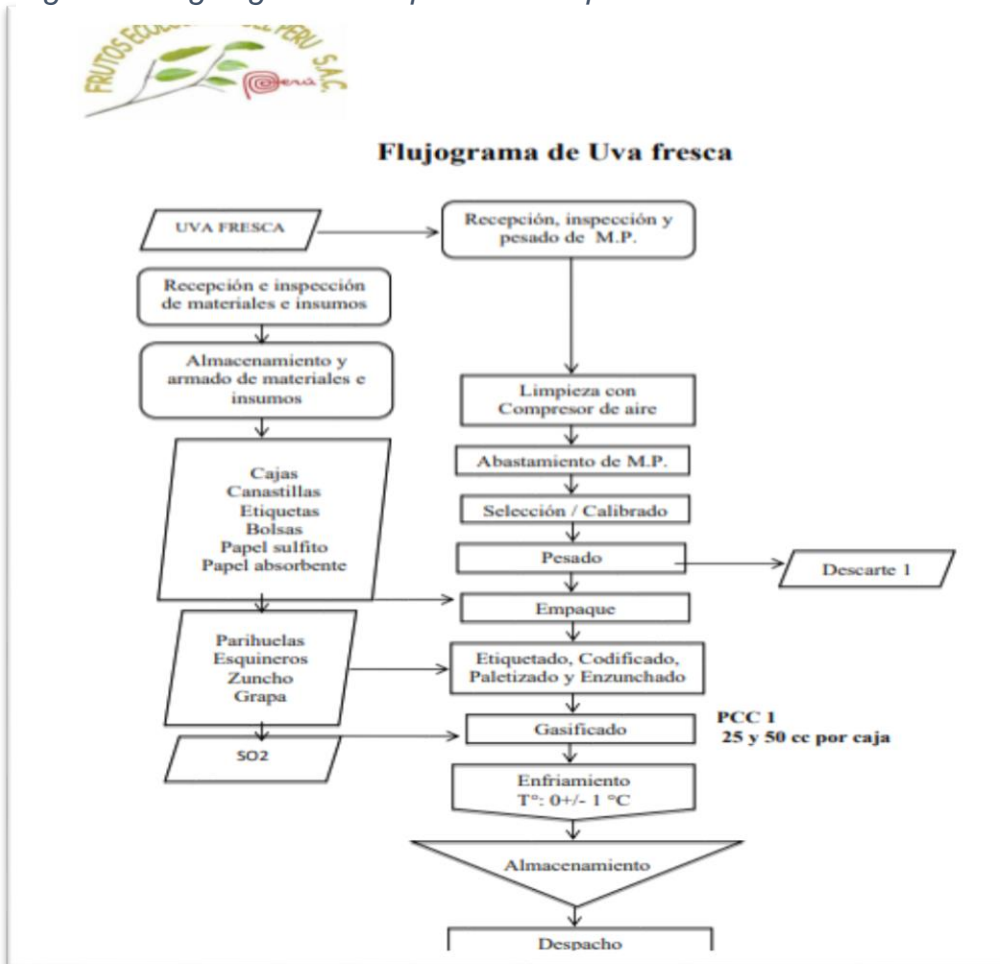 FRUTOS ECOLOGICOS DEL PERU S.A.C.
Perú
Flujograma de Uva fresca
UVA FRESCA
Recepción, inspección y
pesado de M.P.
Recepción e inspección
de materiales e insumos
Almacenamiento y
armado de materiales e
insumos
Limpieza con
Compresor de aire
Abastamiento de M.P.
Cajas
Canastillas
Etiquetas
Bolsas
Papel sulfito
Papel absorbente
Selección / Calibrado
Pesado
Descarte 1
Empaque
Parihuelas
Esquineros
Zuncho
Grapa
Etiquetado, Codificado,
Paletizado y Enzunchado
Gasificado
PCC 1
25 y 50 cc por caja
SO2
Enfriamiento
T°: 0+/- 1 °C
Almacenamiento
Despacho